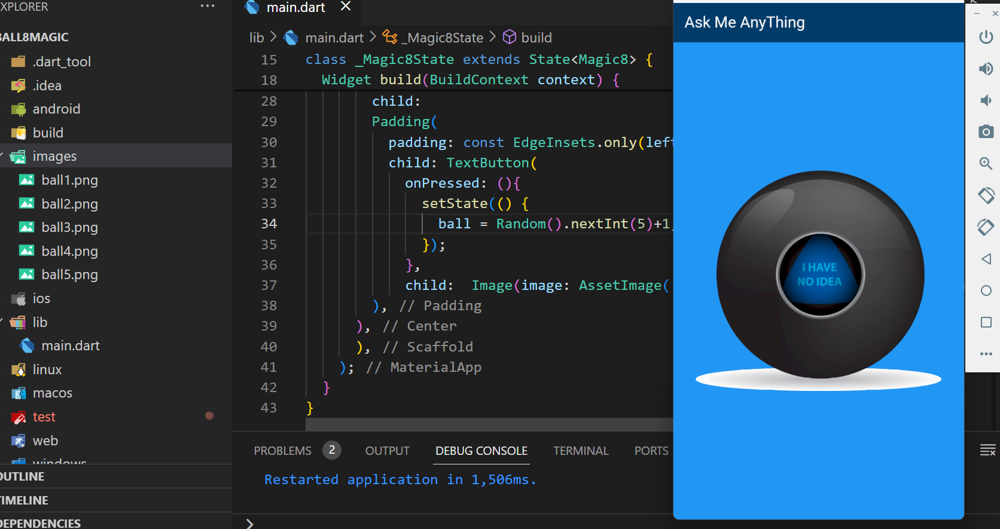 XPLORER
BALL8MAGIC
.dart_tool
.idea
android
build
images
ball1.png
ball2.png
ball3.png
ball4.png
ball5.png
ios
lib
main.dart
linux
macos
test
web
windows
OUTLINE
TIMELINE
DEPENDENCIES
main.dart
lib > main.dart > _Magic8State > build
15 class _Magic8State extends State<Magic8> {
18 Widget build(BuildContext context) {
28 child:
29 Padding(
30 padding: const EdgeInsets.only(left
31 child: TextButton(
32 onPressed: (){
33 setState(() {
34 ball = Random().nextInt(5)+1;
35 });
36 },
37 child:  Image(image: AssetImage(
38 ), // Padding
39 ), // Center
40 ), // Scaffold
41 ); // MaterialApp
42 }
43 }
PROBLEMS 2 OUTPUT DEBUG CONSOLE TERMINAL PORTS
Restarted application in 1,506ms.
>
Ask Me AnyThing
I HAVE
NO IDEA